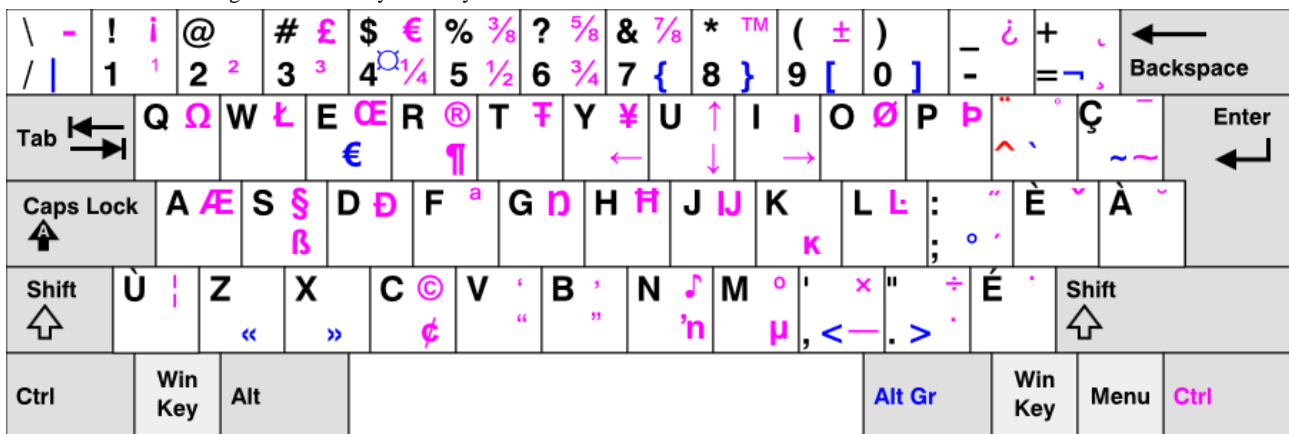 \ - ! ¡ @ # £ $ € % ⅜ ? ⅝ & ⅞ * ™ ( ± ) _ ¿ + ˛
/ | 1 ¹ 2 ² 3 ³ 4 ¤ ¼ 5 ½ 6 ¾ 7 { 8 } 9 [ 0 ] - = ¬ ¸ Backspace
Tab Q Ω W Ł E Œ R ® T Ŧ Y ¥ U ↑ I ı O Ø P Þ ¨ ° Ç ¯ Enter
€ ¶ ← ↓ → ^ ` ~ ~
Caps Lock A Æ S § D Ð F ª G Ŋ H Ħ J IJ K L Ŀ : ˝ È ˇ À ˘
A ß ĸ ; ° ´
Shift Ù ¦ Z X C © V ‘ B ’ N ♪ M º ' × " ÷ É ˙ Shift
« » ¢ “ ” ŉ µ , < — . > ˙
Ctrl Win Key Alt Alt Gr Win Key Menu Ctrl